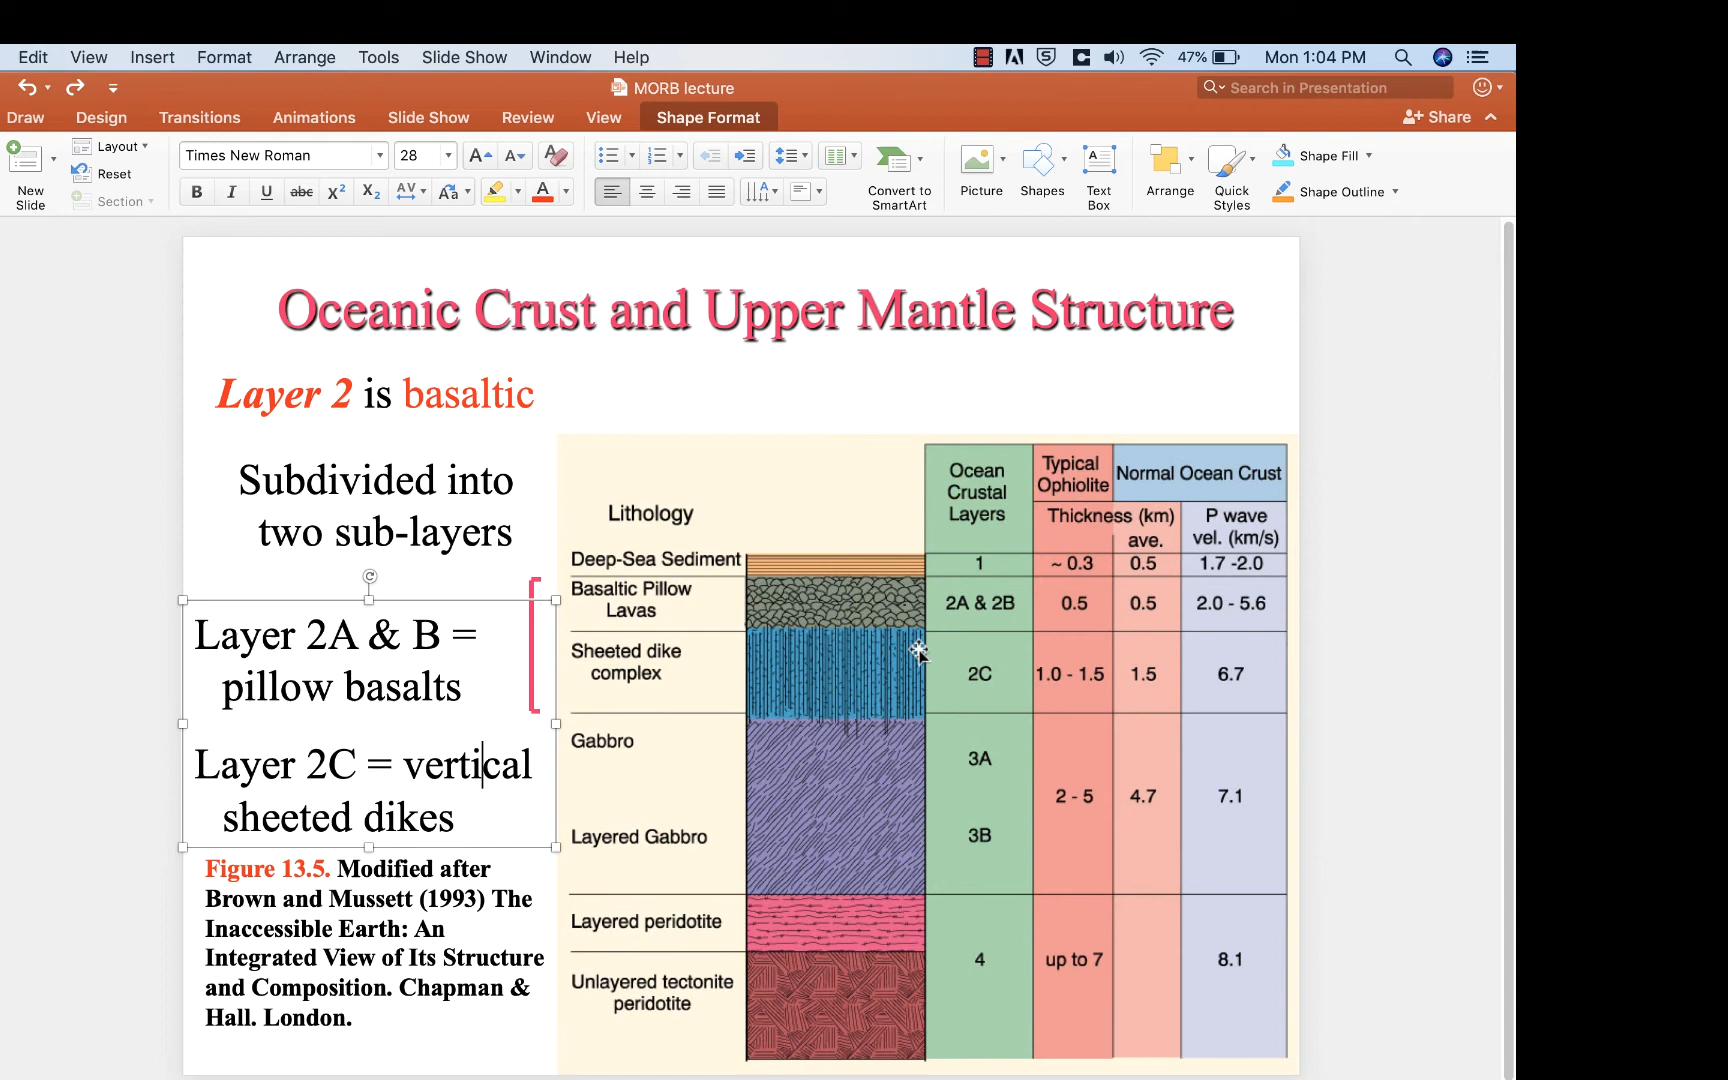 Edit View Insert Format Arrange Tools Slide Show Window Help 47% Mon 1:04 PM
MORB lecture
Search in Presentation
Draw Design Transitions Animations Slide Show Review View Shape Format Share
New Slide
Layout
Reset
Section
Times New Roman 28
Convert to SmartArt
Picture
Shapes
Text Box
Arrange
Quick Styles
Shape Fill
Shape Outline
Oceanic Crust and Upper Mantle Structure
Layer 2 is basaltic
Subdivided into
two sub-layers
Layer 2A & B =
pillow basalts
Layer 2C = vertical
sheeted dikes
Figure 13.5. Modified after
Brown and Mussett (1993) The
Inaccessible Earth: An
Integrated View of Its Structure
and Composition. Chapman &
Hall. London.
Lithology
Ocean Crustal Layers
Typical Ophiolite
Normal Ocean Crust
Thickness (km)
ave.
P wave vel. (km/s)
Deep-Sea Sediment 1 ~ 0.3 0.5 1.7 -2.0
Basaltic Pillow Lavas 2A & 2B 0.5 0.5 2.0 - 5.6
Sheeted dike complex 2C 1.0 - 1.5 1.5 6.7
Gabbro 3A
2 - 5 4.7 7.1
Layered Gabbro 3B
Layered peridotite
4 up to 7 8.1
Unlayered tectonite peridotite